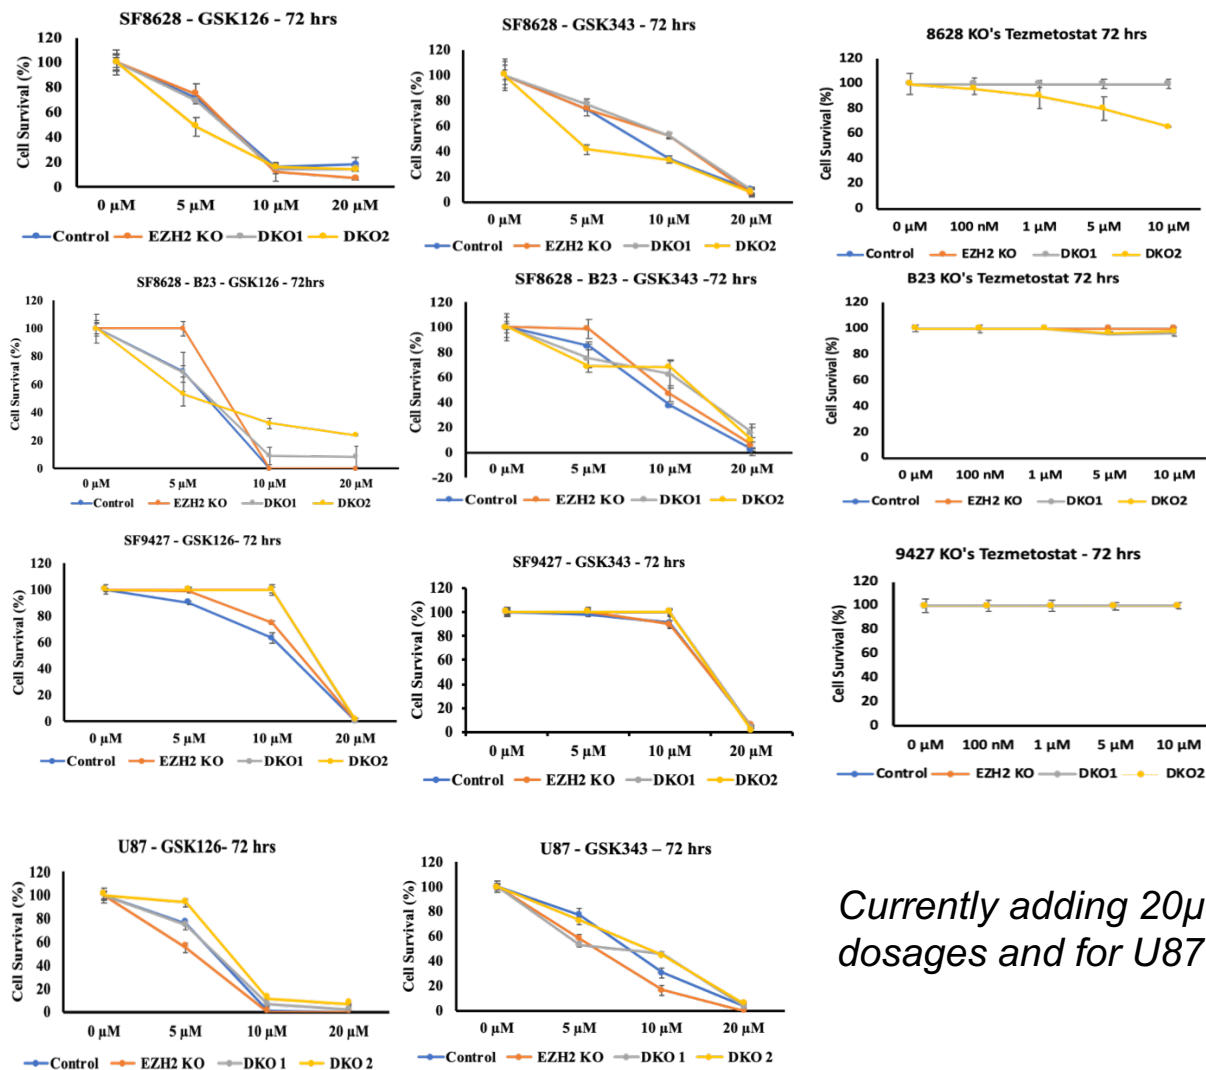 SF8628 - GSK126 - 72 hrs
Cell Survival (%)
120
100
80
60
40
20
0
0 µM 5 µM 10 µM 20 µM
Control EZH2 KO DKO1 DKO2
SF8628 - GSK343 - 72 hrs
Cell Survival (%)
120
100
80
60
40
20
0
0 µM 5 µM 10 µM 20 µM
Control EZH2 KO DKO1 DKO2
8628 KO's Tezmetostat 72 hrs
Cell Survival (%)
120
100
80
60
40
20
0
0 µM 100 nM 1 µM 5 µM 10 µM
Control EZH2 KO DKO1 DKO2
SF8628 - B23 - GSK126 - 72hrs
Cell Survival (%)
120
100
80
60
40
20
0
0 µM 5 µM 10 µM 20 µM
Control EZH2 KO DKO1 DKO2
SF8628 - B23 - GSK343 -72 hrs
Cell Survival (%)
120
100
80
60
40
20
0
-20
0 µM 5 µM 10 µM 20 µM
Control EZH2 KO DKO1 DKO2
B23 KO's Tezmetostat 72 hrs
Cell Survival (%)
120
100
80
60
40
20
0
0 µM 100 nM 1 µM 5 µM 10 µM
Control EZH2 KO DKO1 DKO2
SF9427 - GSK126- 72 hrs
Cell Survival (%)
120
100
80
60
40
20
0
0 µM 5 µM 10 µM 20 µM
Control EZH2 KO DKO1 DKO2
SF9427 - GSK343 - 72 hrs
Cell Survival (%)
120
100
80
60
40
20
0
0 µM 5 µM 10 µM 20 µM
Control EZH2 KO DKO1 DKO2
9427 KO's Tezmetostat - 72 hrs
Cell Survival (%)
120
100
80
60
40
20
0
0 µM 100 nM 1 µM 5 µM 10 µM
Control EZH2 KO DKO1 DKO2
U87 - GSK126- 72 hrs
Cell Survival (%)
120
100
80
60
40
20
0
0 µM 5 µM 10 µM 20 µM
Control EZH2 KO DKO 1 DKO 2
U87 - GSK343 – 72 hrs
Cell Survival (%)
100
80
60
40
20
0
0 µM 5 µM 10 µM 20 µM
Control EZH2 KO DKO 1 DKO 2
Currently adding 20µ
dosages and for U87